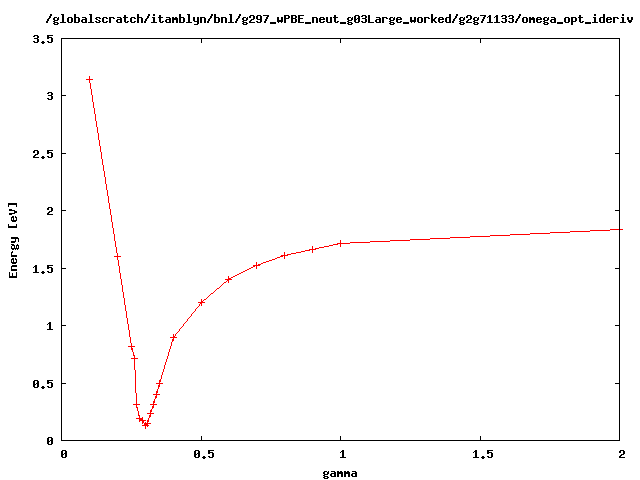 /globalscratch/itamblyn/bnl/g297_wPBE_neut_g03Large_worked/g2g71133/omega_opt_ideriv
3.5
3
2.5
2
1.5
1
0.5
0
Energy [eV]
0 0.5 1 1.5 2
gamma